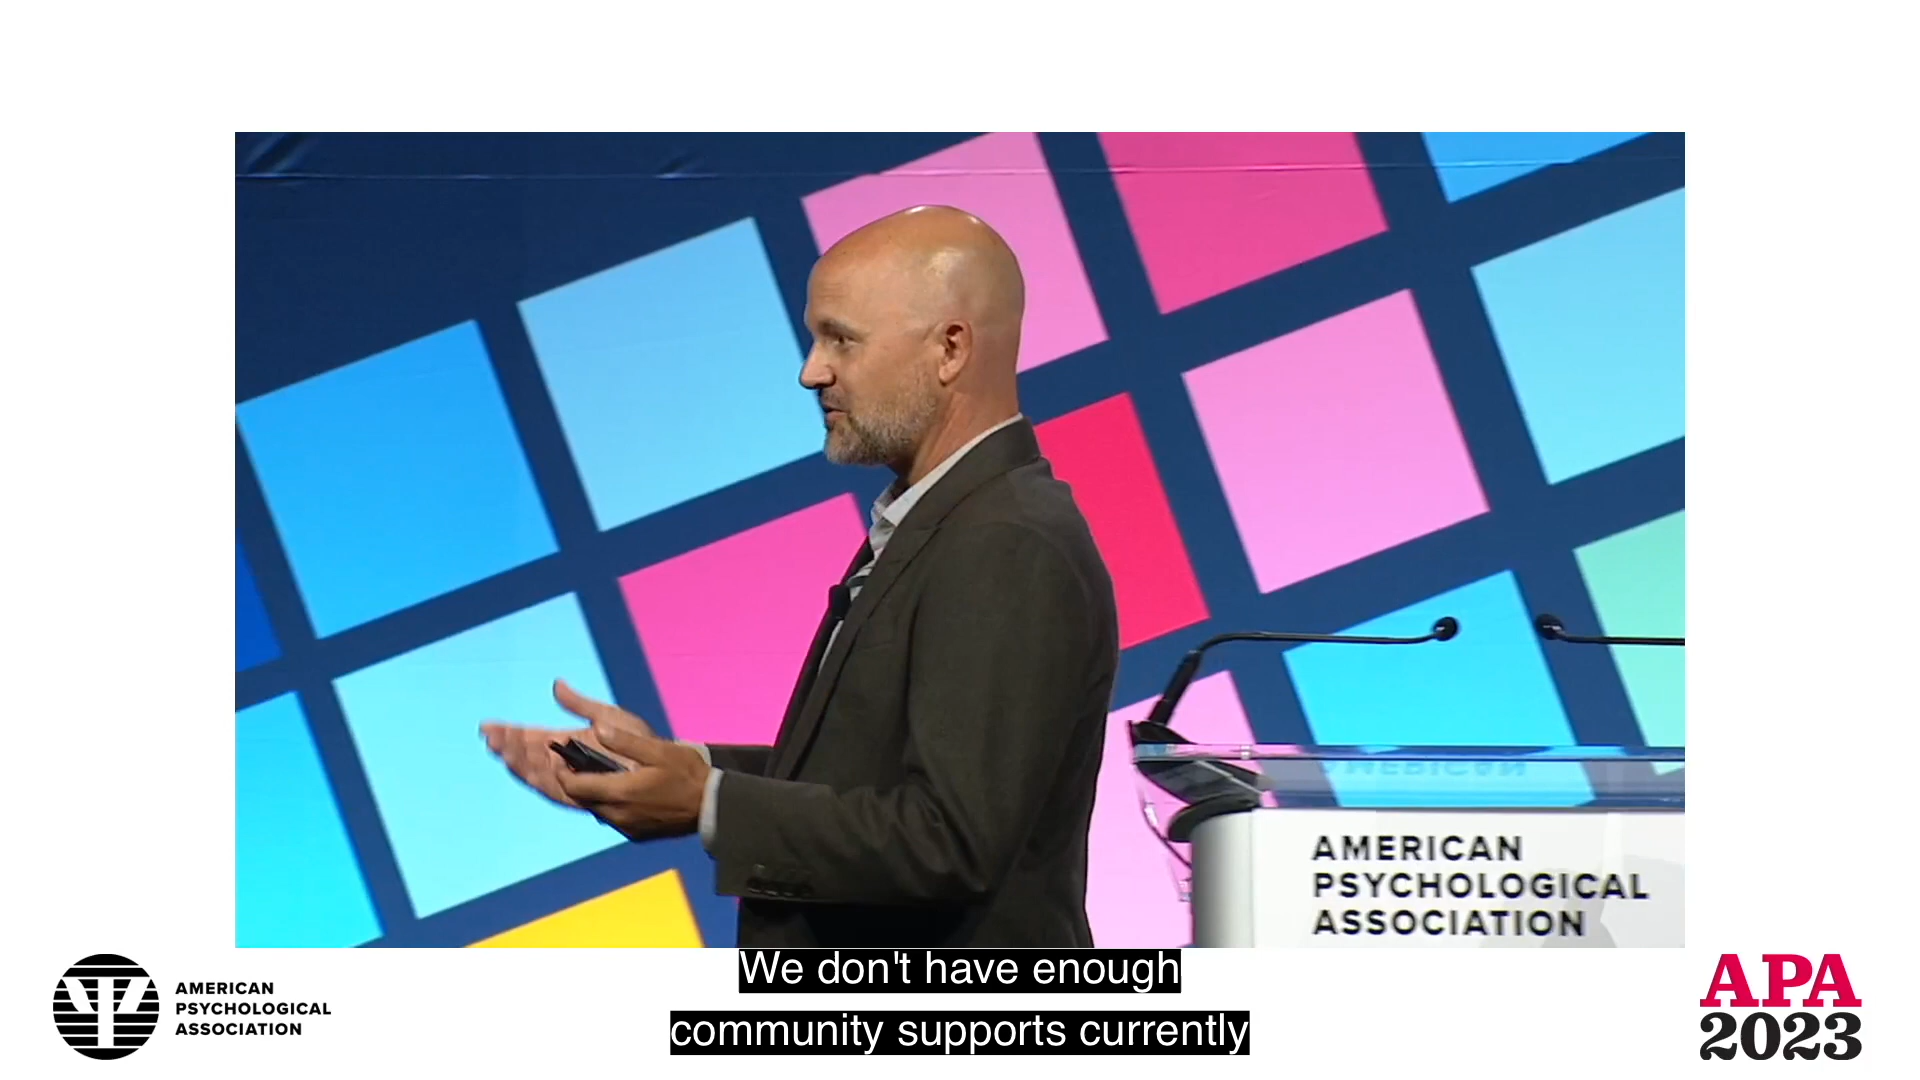 AMERICAN
PSYCHOLOGICAL
ASSOCIATION
We don't have enough
community supports currently
AMERICAN
PSYCHOLOGICAL
ASSOCIATION
APA
2023